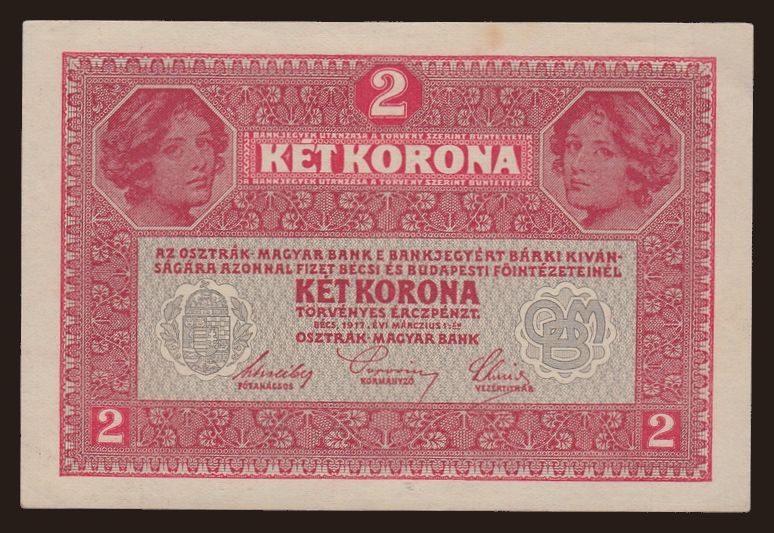 2
A BANKJEGYEK UTÁNZÁSA A TÖRVÉNY SZERINT BÜNTETTETIK
KÉT KORONA
A BANKJEGYEK UTÁNZÁSA A TÖRVÉNY SZERINT BÜNTETTETIK
AZ OSZTRÁK-MAGYAR BANK E BANKJEGYÉRT BÁRKI KIVÁN-
SÁGÁRA AZONNAL FIZET BÉCSI ÉS BUDAPESTI FŐINTÉZETEINÉL
KÉT KORONA
TÖRVÉNYES ÉRCZPÉNZT.
BÉCS, 1917. ÉVI MÁRCZIUS 1-ÉN
OSZTRÁK-MAGYAR BANK
FŐTANÁCSOS
KORMÁNYZÓ
VEZÉRTITKÁR
2
2